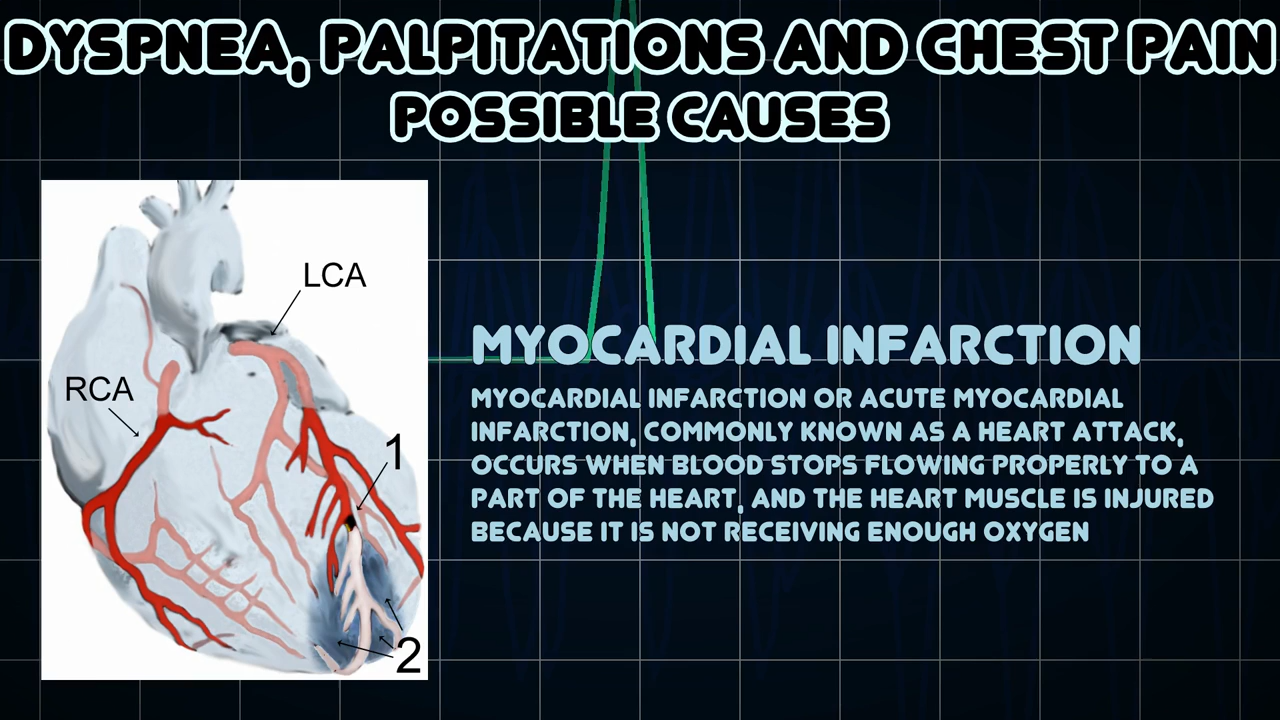 DYSPNEA, PALPITATIONS AND CHEST PAIN
POSSIBLE CAUSES
LCA
RCA
1
2
MYOCARDIAL INFARCTION
MYOCARDIAL INFARCTION OR ACUTE MYOCARDIAL
INFARCTION, COMMONLY KNOWN AS A HEART ATTACK,
OCCURS WHEN BLOOD STOPS FLOWING PROPERLY TO A
PART OF THE HEART, AND THE HEART MUSCLE IS INJURED
BECAUSE IT IS NOT RECEIVING ENOUGH OXYGEN